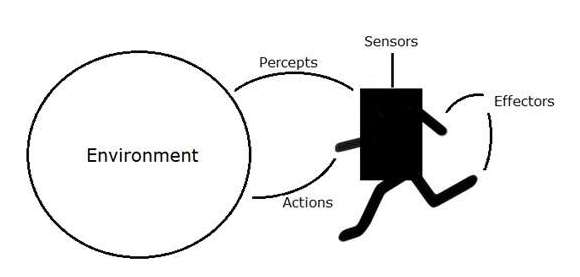 Sensors
Percepts
Effectors
Environment
Actions